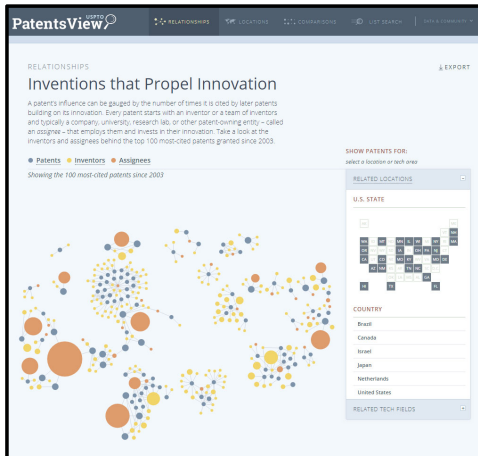 USPTO
PatentsView
RELATIONSHIPS
LOCATIONS
COMPARISONS
LIST SEARCH
DATA & COMMUNITY
RELATIONSHIPS
EXPORT
Inventions that Propel Innovation
A patent's influence can be gauged by the number of times it is cited by later patents
building on its innovation. Every patent starts with an inventor or a team of inventors
and typically a company, university, research lab, or other patent-owning entity – called
an assignee – that employs them and invests in their innovation. Take a look at the
inventors and assignees behind the top 100 most-cited patents granted since 2003.
SHOW PATENTS FOR:
select a location or tech area
Patents Inventors Assignees
Showing the 100 most-cited patents since 2003
RELATED LOCATIONS
U.S. STATE
COUNTRY
Brazil
Canada
Israel
Japan
Netherlands
United States
RELATED TECH FIELDS